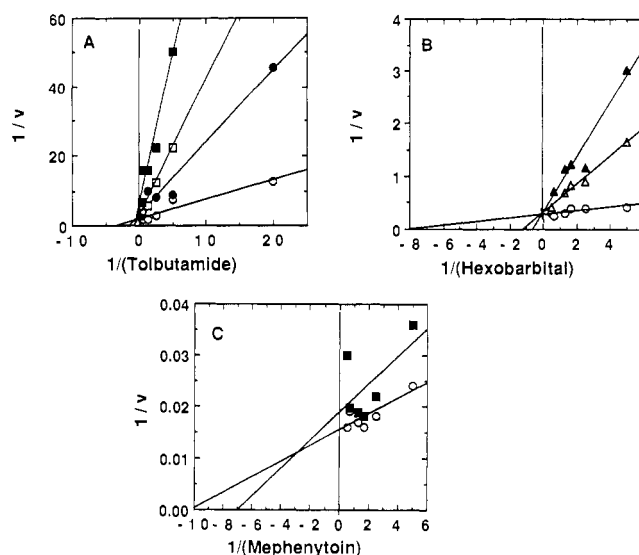 A
60
40
20
0
1 / v
-1 0 0 1 0 2 0
1/(Tolbutamide)
B
4
3
2
1
0
1 / v
-8 -6 -4 -2 0 2 4 6
1/(Hexobarbital)
C
0.04
0.03
0.02
0.01
0.00
1 / v
-10 -8 -6 -4 -2 0 2 4 6
1/(Mephenytoin)